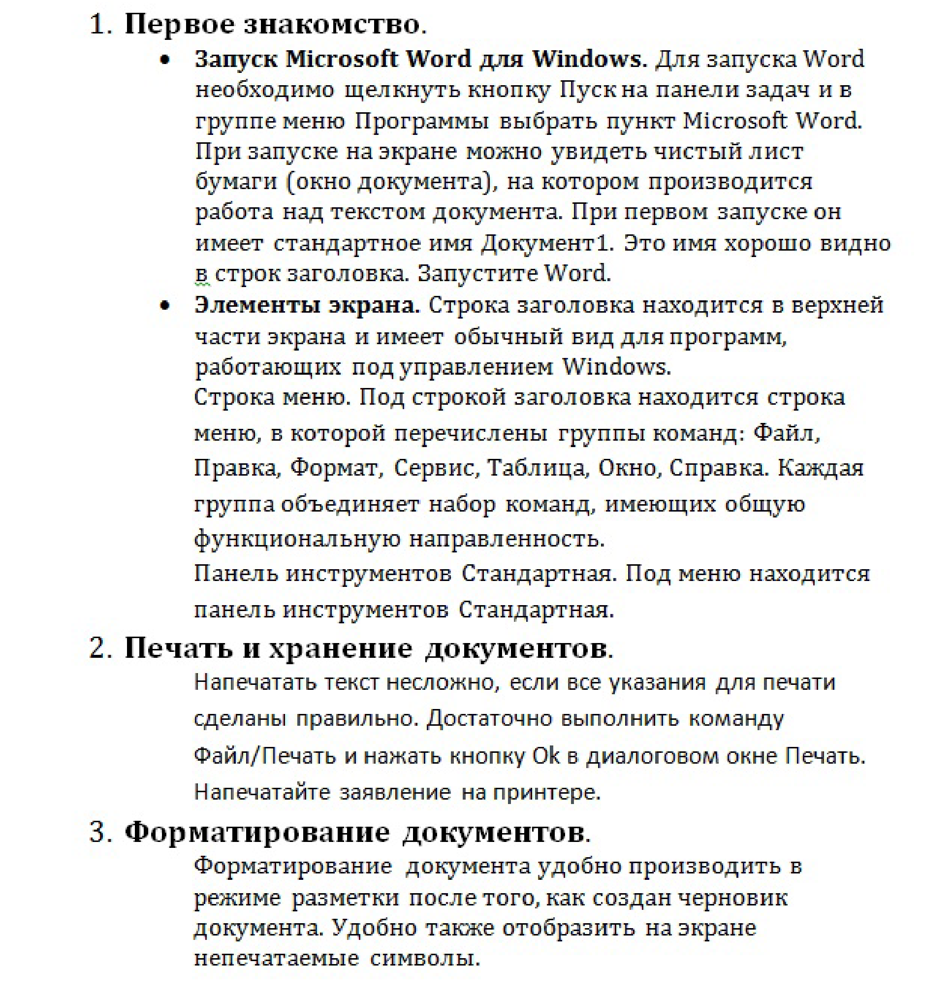 1. Первое знакомство.
• Запуск Microsoft Word для Windows. Для запуска Word
необходимо щелкнуть кнопку Пуск на панели задач и в
группе меню Программы выбрать пункт Microsoft Word.
При запуске на экране можно увидеть чистый лист
бумаги (окно документа), на котором производится
работа над текстом документа. При первом запуске он
имеет стандартное имя Документ1. Это имя хорошо видно
в строк заголовка. Запустите Word.
• Элементы экрана. Строка заголовка находится в верхней
части экрана и имеет обычный вид для программ,
работающих под управлением Windows.
Строка меню. Под строкой заголовка находится строка
меню, в которой перечислены группы команд: Файл,
Правка, Формат, Сервис, Таблица, Окно, Справка. Каждая
группа объединяет набор команд, имеющих общую
функциональную направленность.
Панель инструментов Стандартная. Под меню находится
панель инструментов Стандартная.
2. Печать и хранение документов.
Напечатать текст несложно, если все указания для печати
сделаны правильно. Достаточно выполнить команду
Файл/Печать и нажать кнопку Ok в диалоговом окне Печать.
Напечатайте заявление на принтере.
3. Форматирование документов.
Форматирование документа удобно производить в
режиме разметки после того, как создан черновик
документа. Удобно также отобразить на экране
непечатаемые символы.